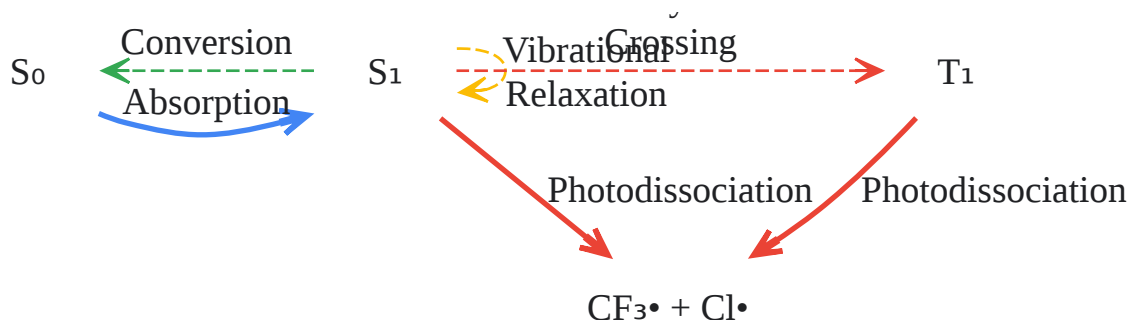 Conversion
Vibrational
Crossing
S₀
S₁
T₁
Absorption
Relaxation
Photodissociation
Photodissociation
CF₃• + Cl•